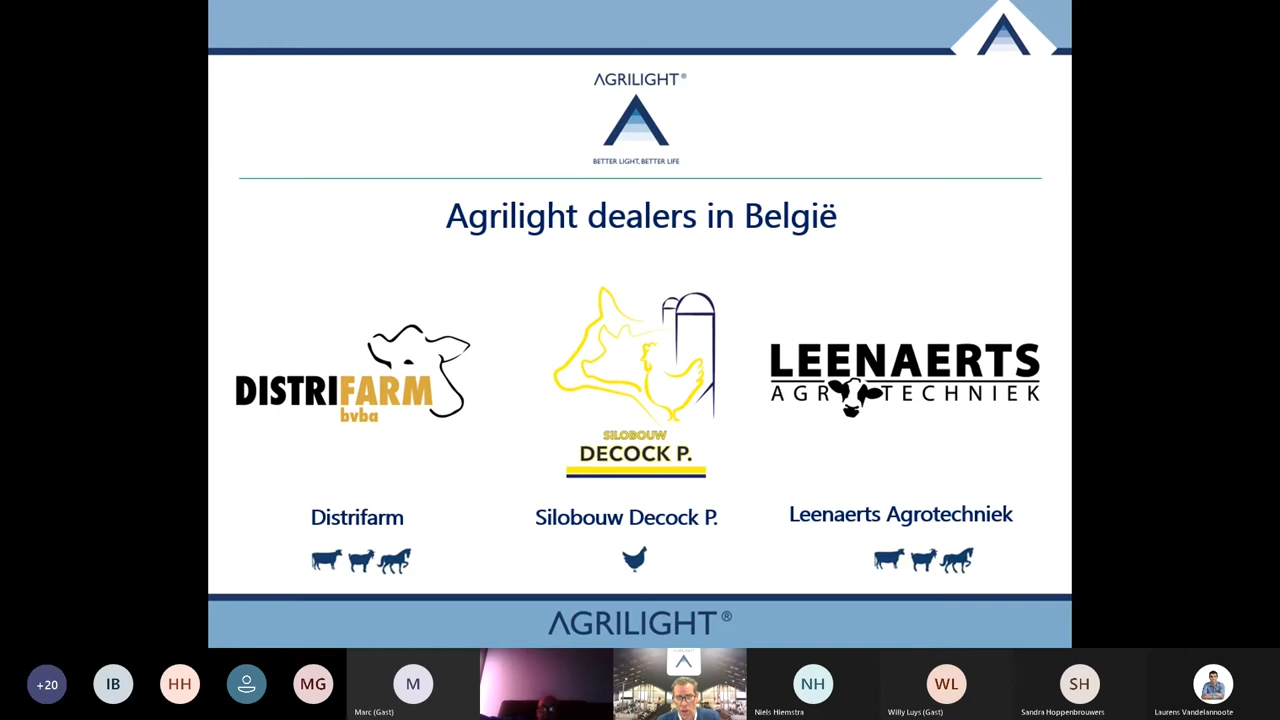 AGRILIGHT®
BETTER LIGHT, BETTER LIFE
Agrilight dealers in België
DISTRIFARM
bvba
SILOBOUW
DECOCK P.
LEENAERTS
AGROTECHNIEK
Distrifarm
Silobouw Decock P.
Leenaerts Agrotechniek
AGRILIGHT®
+20
IB
HH
MG
M
Marc (Gast)
NH
Niels Hiemstra
WL
Willy Luys (Gast)
SH
Sandra Hoppenbrouwers
Laurens Vandelannoote